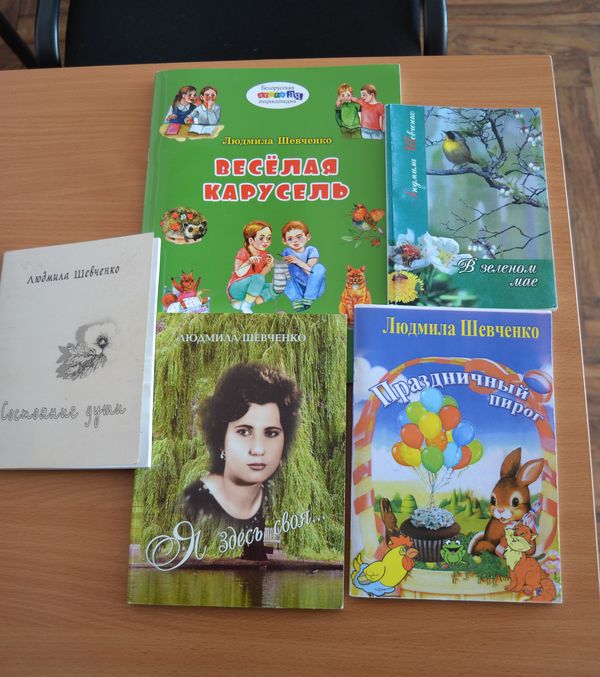 Белорусская
энциклопедия
Людмила Шевченко
ВЕСЁЛАЯ
КАРУСЕЛЬ
Людмила Шевченко
В зеленом
мае
Людмила Шевченко
Состояние души
ЛЮДМИЛА ШЕВЧЕНКО
Я здесь своя...
Людмила Шевченко
Праздничный
пирог